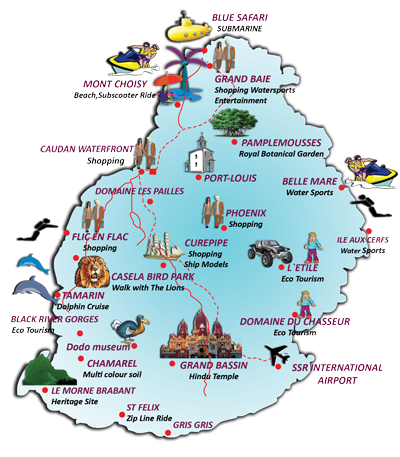 BLUE SAFARI
SUBMARINE
MONT CHOISY
Beach,Subscooter Ride
GRAND BAIE
Shopping Watersports
Entertainment
PAMPLEMOUSSES
Royal Botanical Garden
CAUDAN WATERFRONT
Shopping
PORT-LOUIS
BELLE MARE
Water Sports
DOMAINE LES PAILLES
PHOENIX
Shopping
FLIC EN FLAC
Shopping
CUREPIPE
Shopping
Ship Models
ILE AUX CERFS
Water Sports
CASELA BIRD PARK
Walk with The Lions
L'ETILE
Eco Tourism
TAMARIN
Dolphin Cruise
BLACK RIVER GORGES
Eco Tourism
DOMAINE DU CHASSEUR
Eco Tourism
Dodo museum
CHAMAREL
Multi colour soil
GRAND BASSIN
Hindu Temple
SSR INTERNATIONAL
AIRPORT
LE MORNE BRABANT
Heritage Site
ST FELIX
Zip Line Ride
GRIS GRIS